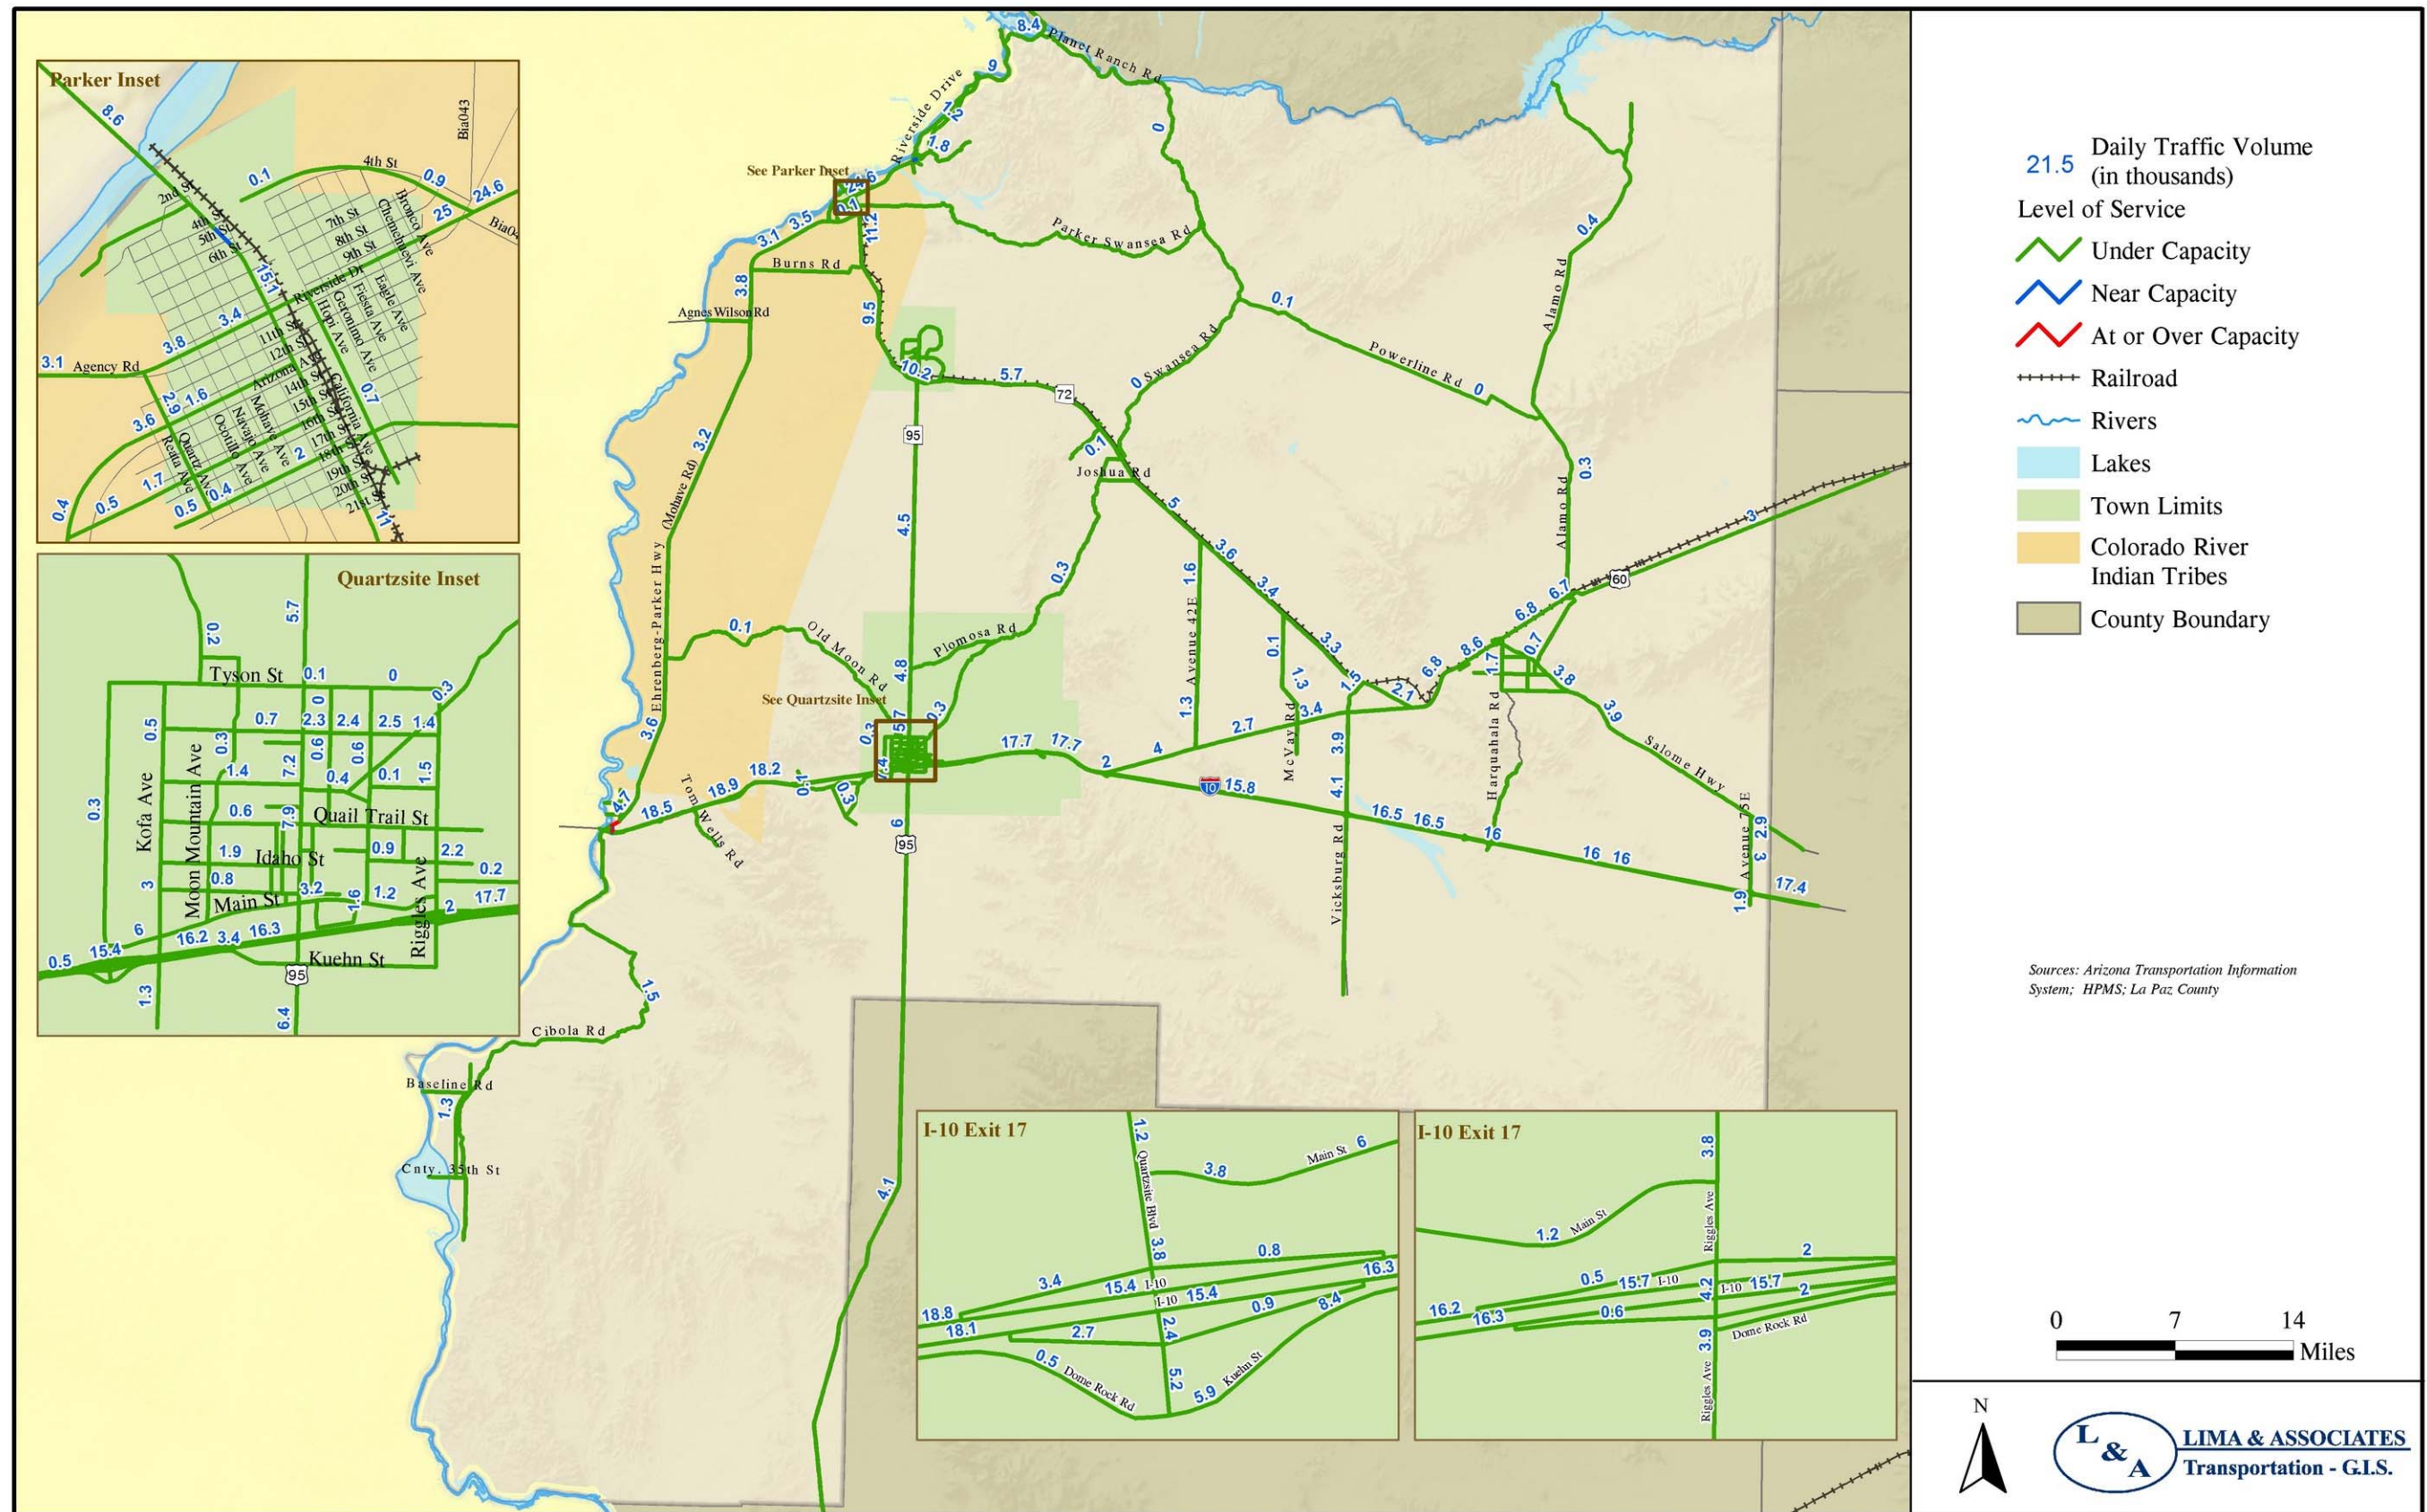 Parker Inset
8.6
Bia043
4th St
0.1
0.9
24.6
25
2nd St
Bronco Ave
Chemehuevi Ave
7th St
8th St
9th St
4th
5th St
6th St
15.1
Riverside Dr
Eagle Ave
Fiesta Ave
Geronimo Ave
Hopi Ave
3.4
3.8
11th St
12th St
3.1
Agency Rd
Arizona Ave
14th St
15th St
16th St
17th St
18th St
19th St
20th St
21st
California Ave
0.7
2.9
1.6
3.6
Mohave Ave
Navajo Ave
Ocotillo Ave
Quartz Ave
Reata Ave
2
1.7
0.4
0.5
0.5
0.4
11
Quartzsite Inset
5.7
0.2
Tyson St
0.1
0
0.3
0.5
0.7
0
2.3
2.4
2.5
1.4
0.3
0.6
0.6
1.4
7.2
0.4
0.1
1.5
0.3
Kofa Ave
Moon Mountain Ave
0.6
7.9
Quail Trail St
1.9
Idaho St
0.9
2.2
0.2
3
0.8
3.2
1.6
1.2
Riggles Ave
17.7
Main St
2
6
16.2
3.4
16.3
15.4
0.5
Kuehn St
95
1.3
6.4
8.4
Planet Ranch Rd
9
Riverside Drive
1.2
1.8
0
See Parker Inset
24.6
0.1
3.5
3.1
11.2
Parker Swansea Rd
0.4
Burns Rd
3.8
9.5
Agnes Wilson Rd
0.1
Alamo Rd
Powerline Rd
0
Swansea Rd
0
10.2
5.7
72
95
3.2
0.1
Joshua Rd
0.3
Alamo Rd
5
3
4.5
3.6
60
Ehrenberg-Parker Hwy
(Mohave Rd)
0.3
1.6
3.4
6.7
6.8
0.1
Old Moon Rd
Plomosa Rd
Avenue 42E
0.1
3.3
8.6
0.7
1.7
4.8
6.8
3.8
1.3
1.5
2.1
See Quartzsite Inset
5.7
0.3
0.3
1.3
3.4
3.9
3.6
McVay Rd
Harquahala Rd
Salome Hwy
7.4
17.7
17.7
2
4
2.7
3.9
18.2
18.9
0.1
0.3
18.5
4.7
Tom Wells Rd
10
15.8
4.1
16.5
16.5
16
Vicksburg Rd
Avenue 75E
2.9
3
6
95
16
16
17.4
1.9
1.5
Cibola Rd
Baseline Rd
1.3
Cnty. 35th St
4.1
I-10 Exit 17
1.2
Quartzsite Blvd
3.8
Main St
6
3.8
0.8
3.4
15.4
I-10
16.3
I-10
15.4
18.8
0.9
8.4
18.1
2.7
2.4
0.5
Dome Rock Rd
5.2
5.9
Kuehn St
I-10 Exit 17
3.8
Riggles Ave
1.2
Main St
2
0.5
15.7
I-10
4.2
I-10
15.7
2
16.2
16.3
0.6
Dome Rock Rd
3.9
Riggles Ave
21.5
Daily Traffic Volume
(in thousands)
Level of Service
Under Capacity
Near Capacity
At or Over Capacity
Railroad
Rivers
Lakes
Town Limits
Colorado River
Indian Tribes
County Boundary
Sources: Arizona Transportation Information
System; HPMS; La Paz County
0 7 14
Miles
N
L & A
LIMA & ASSOCIATES
Transportation - G.I.S.